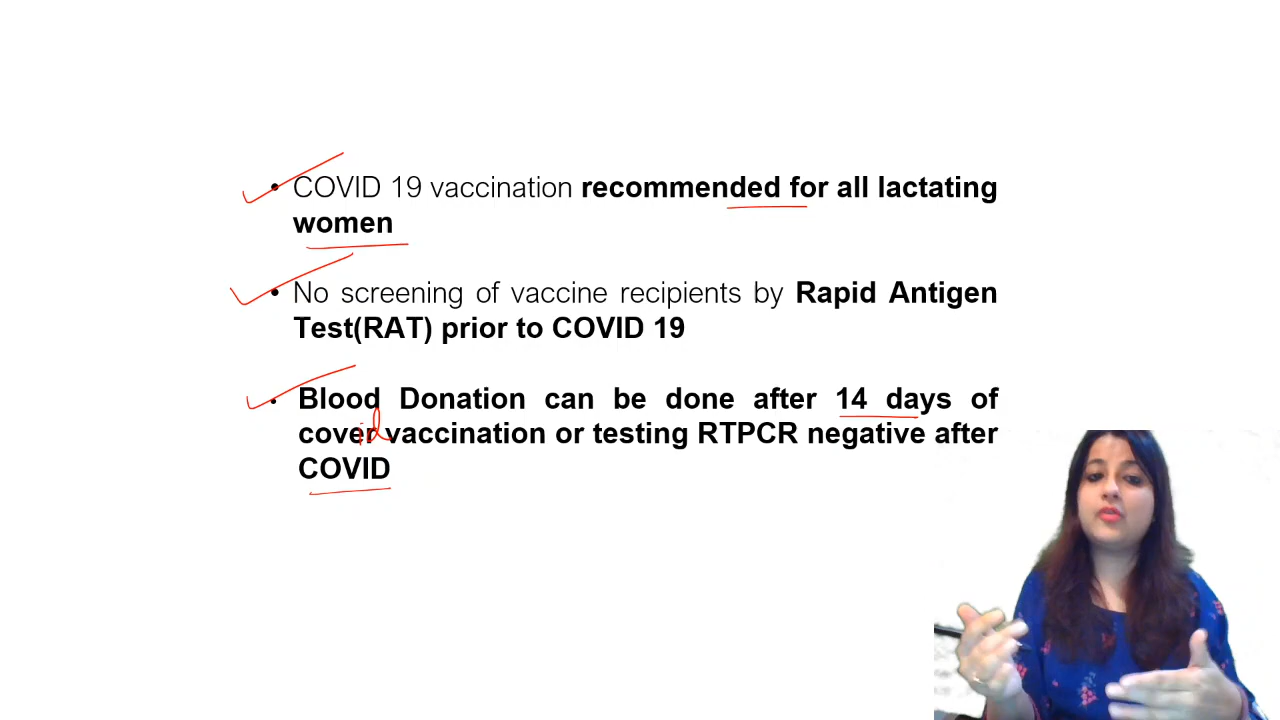 • COVID 19 vaccination recommended for all lactating
women
• No screening of vaccine recipients by Rapid Antigen
Test(RAT) prior to COVID 19
• Blood Donation can be done after 14 days of
coverd vaccination or testing RTPCR negative after
id
COVID